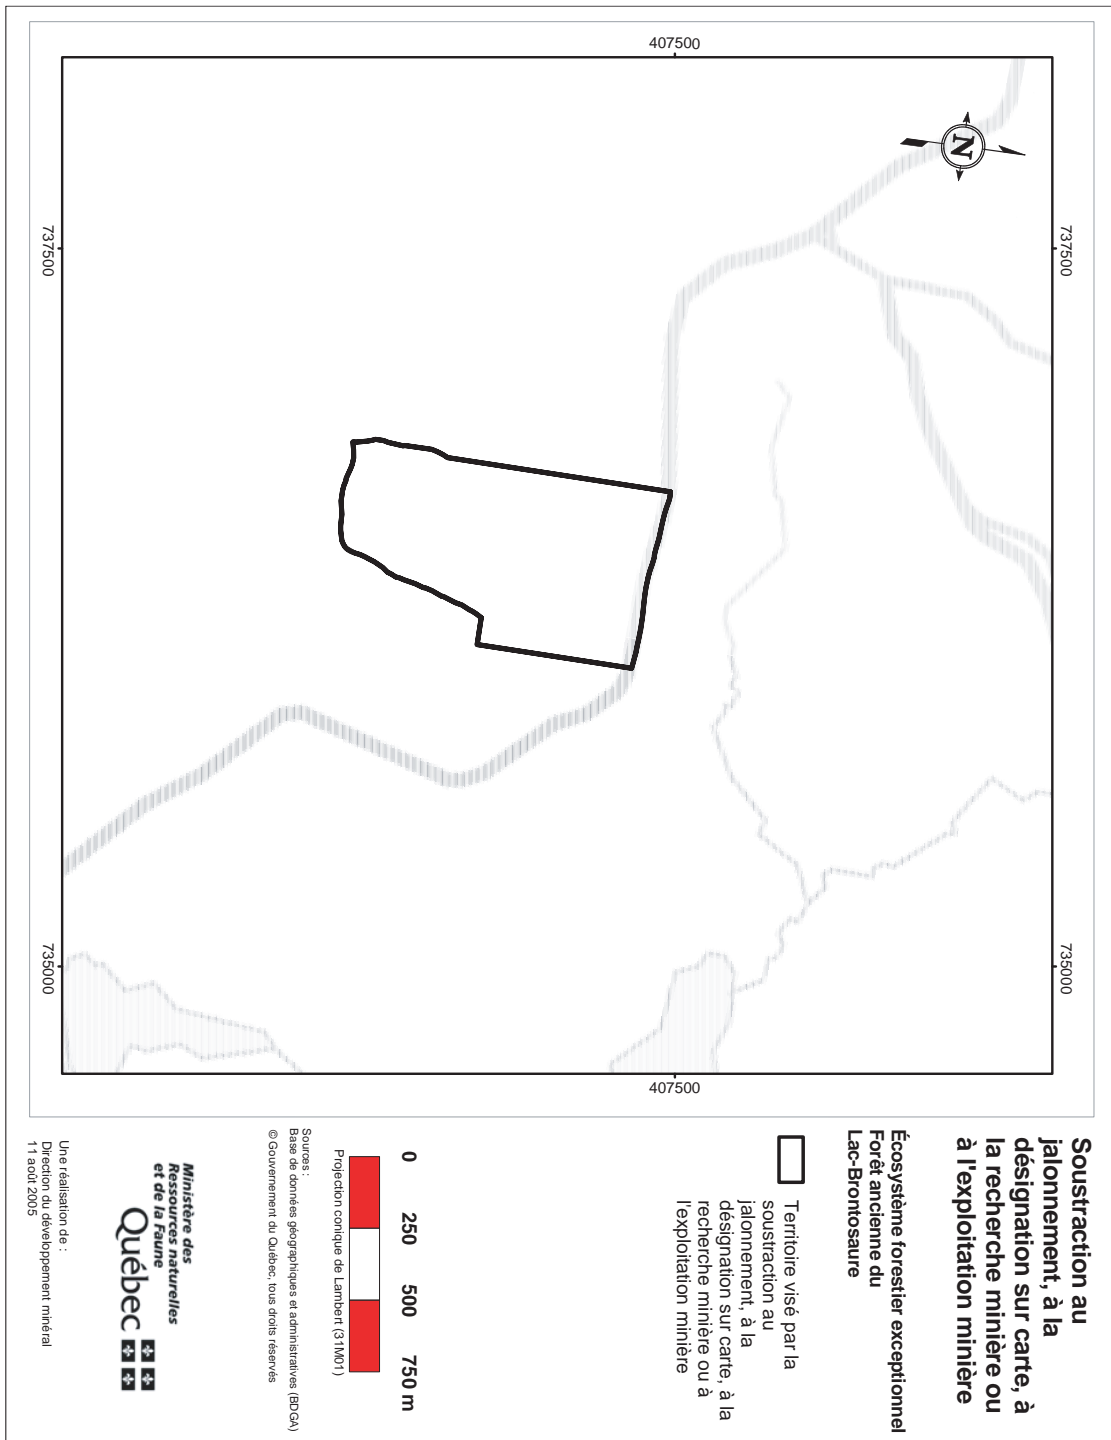 Soustraction au
jalonnement, à la
désignation sur carte, à
la recherche minière ou
à l'exploitation minière
Écosystème forestier exceptionnel
Forêt ancienne du
Lac-Brontosaure
Territoire visé par la
soustraction au
jalonnement, à la
désignation sur carte, à la
recherche minière ou à
l'exploitation minière
0 250 500 750 m
Projection conique de Lambert (31M01)
Sources :
Base de données géographiques et administratives (BDGA)
© Gouvernement du Québec, tous droits réservés
Ministère des
Ressources naturelles
et de la Faune
Québec
Une réalisation de :
Direction du développement minéral
11 août 2005
737500
735000
407500
407500
737500
735000
N